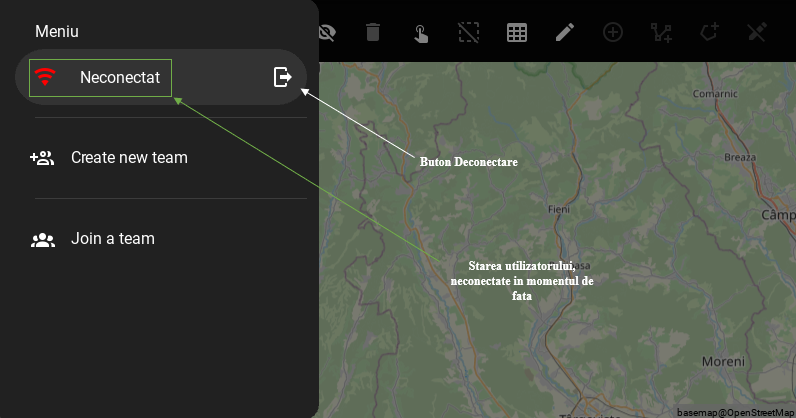 Meniu
Neconectat
Create new team
Join a team
Buton Deconectare
Starea utilizatorului,
neconectate in momentul de
fata
Comarnic
Breaza
Fieni
Moreni
basemap@OpenStreetMap